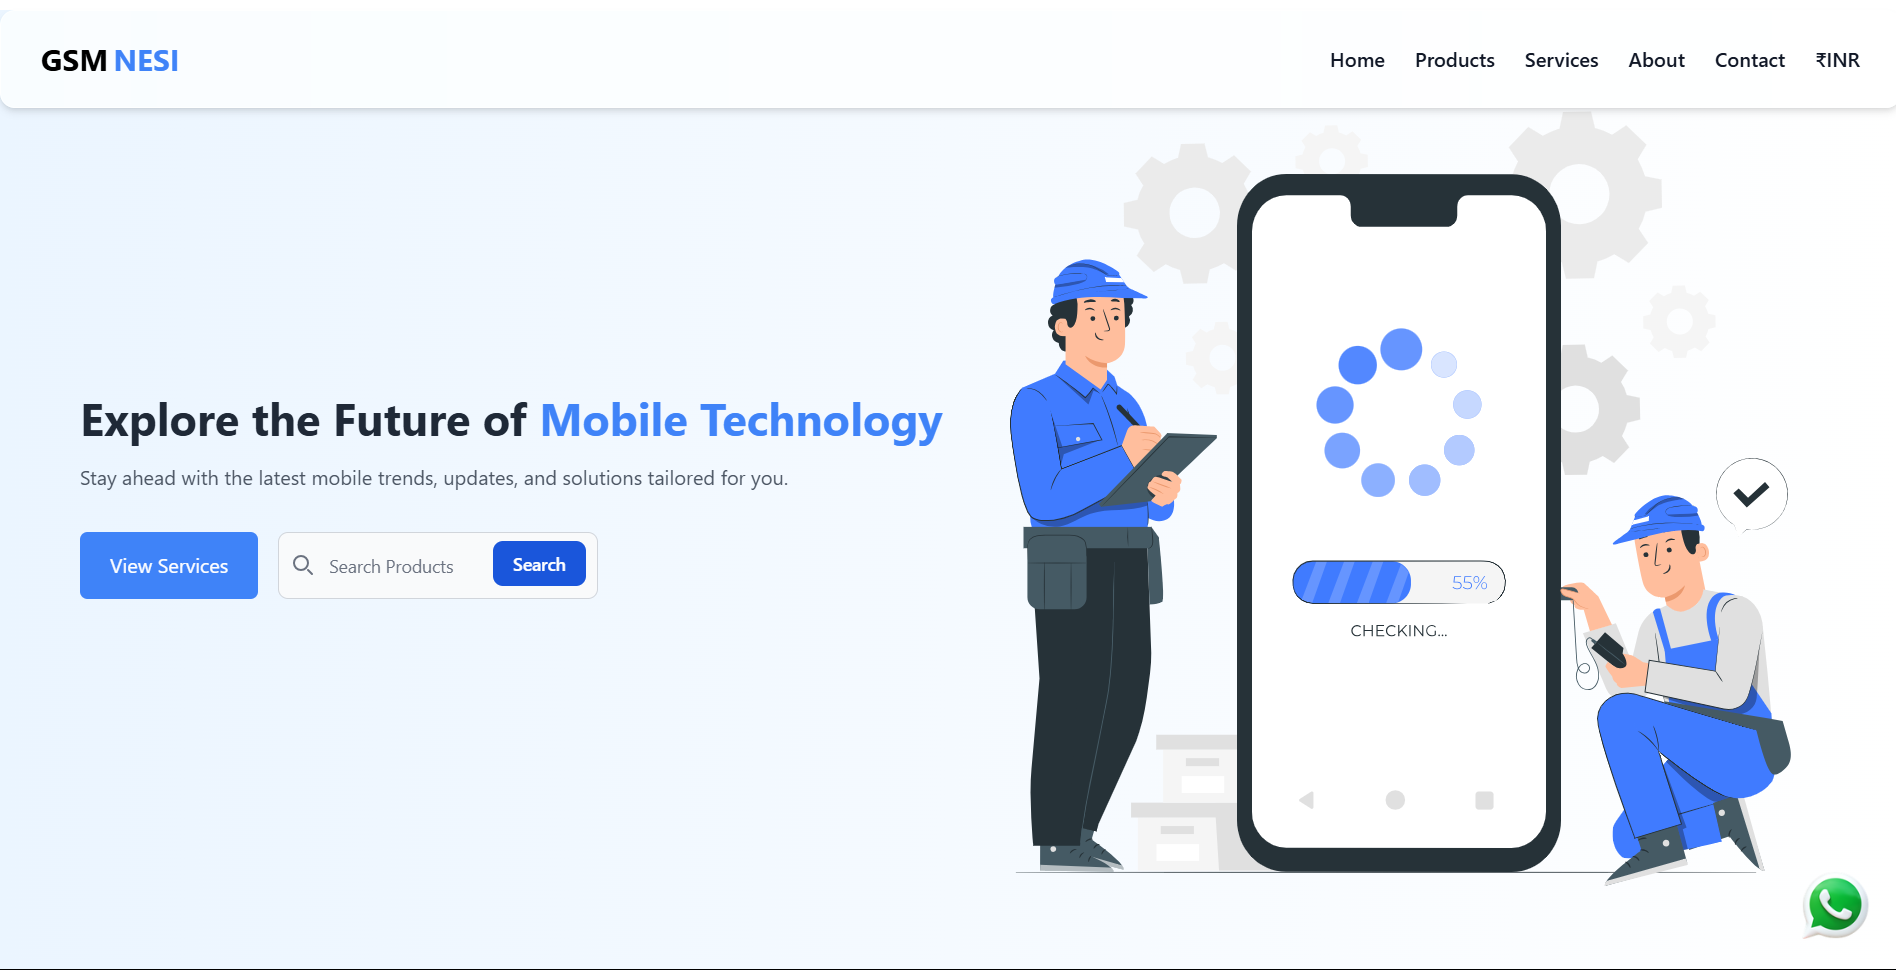 GSM NESI
Home Products Services About Contact ₹INR
Explore the Future of Mobile Technology
Stay ahead with the latest mobile trends, updates, and solutions tailored for you.
View Services
Search Products
Search
55%
CHECKING...